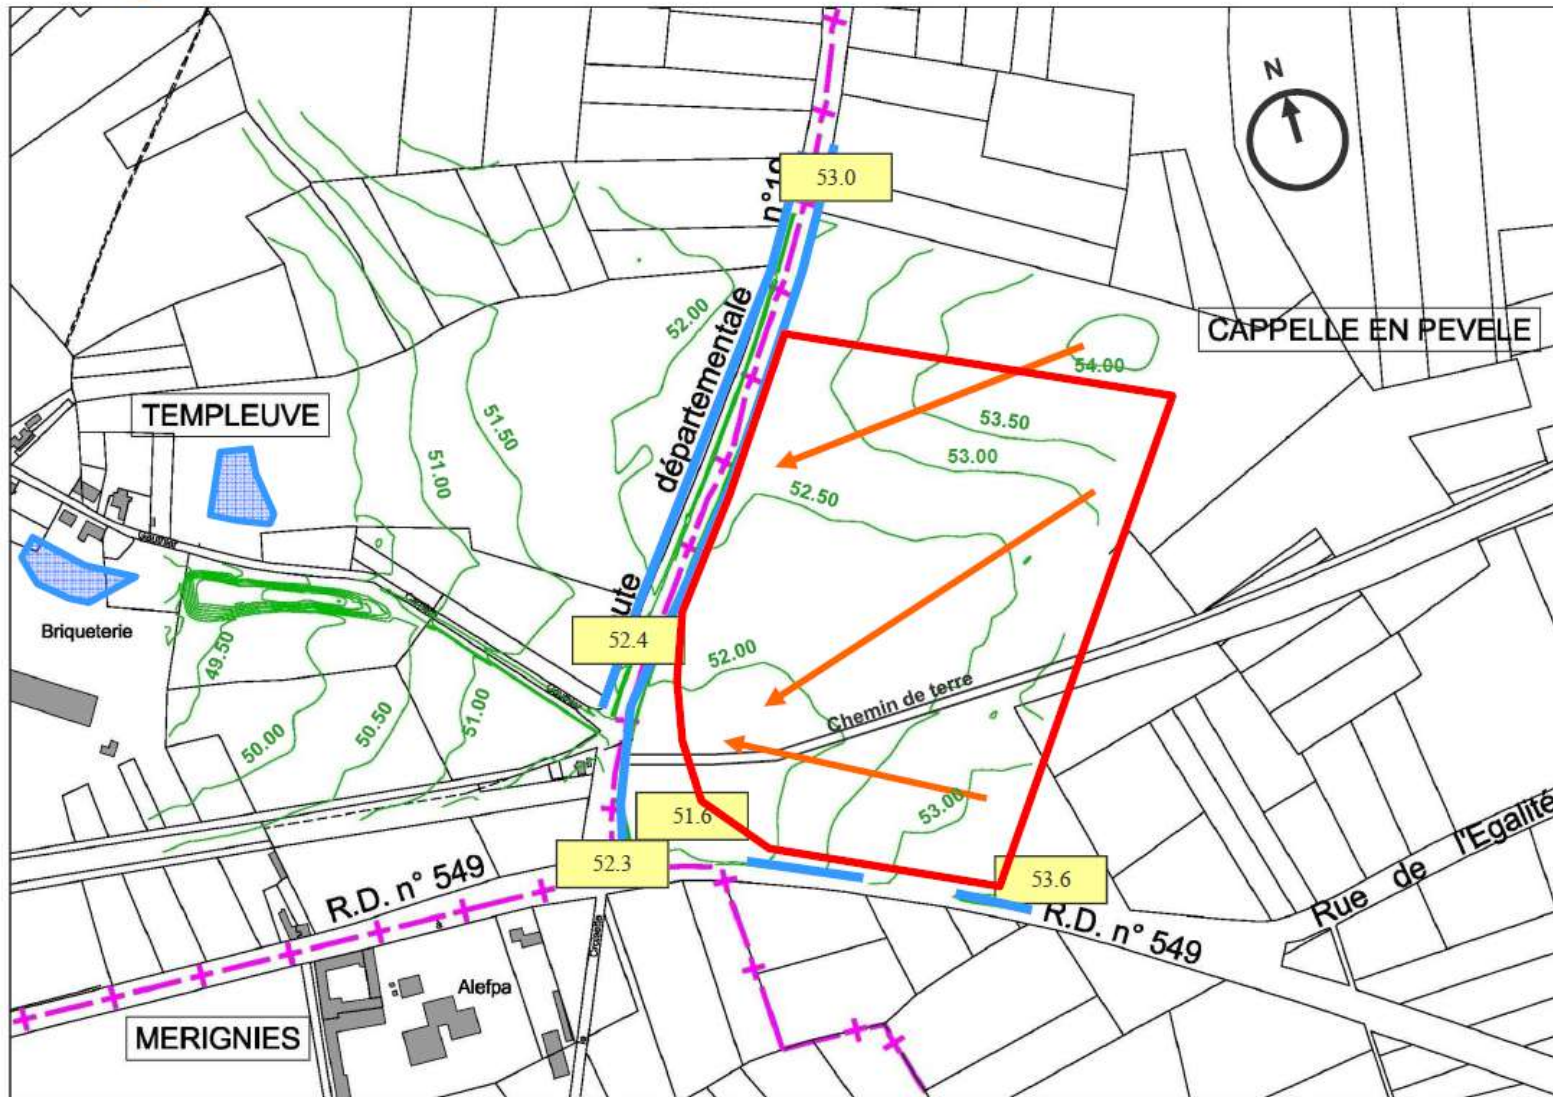 N
n°19
53.0
52.00
départementale
CAPPELLE EN PEVELE
54.00
TEMPLEUVE
51.50
53.50
51.00
53.00
52.50
ute
52.4
Briqueterie
49.50
52.00
Chemin de terre
51.00
50.50
50.00
53.00
51.6
52.3
53.6
R.D. n° 549
R.D. n° 549
Rue de l'Egalité
Alefpa
MERIGNIES